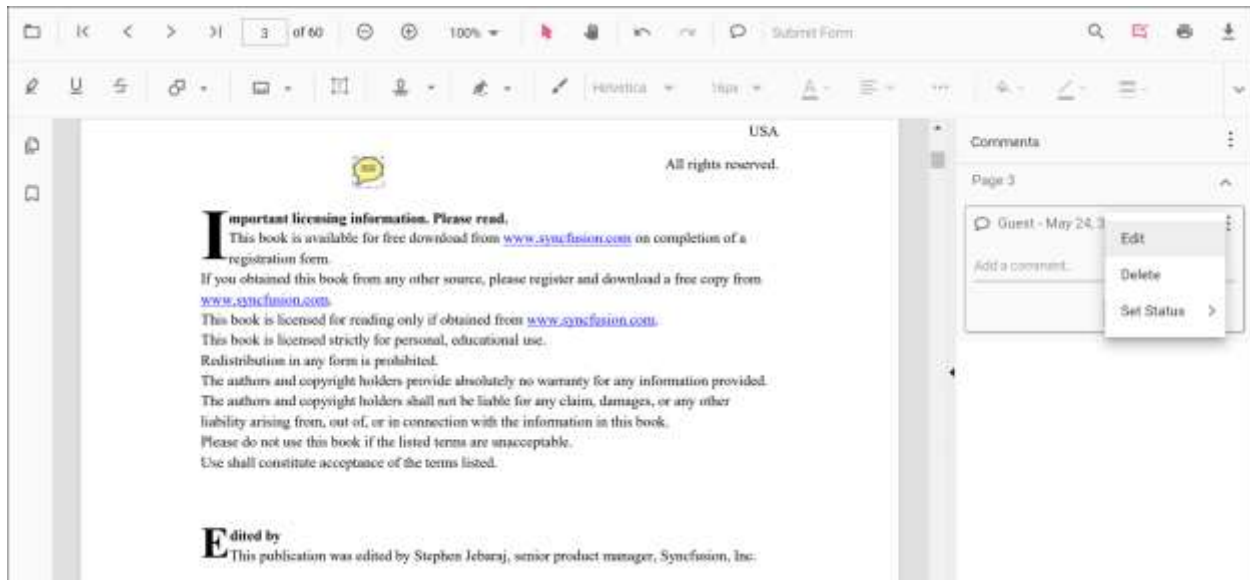 3 of 60 100% Submit Form
Helvetica 16px A
USA
All rights reserved.
Important licensing information. Please read.
This book is available for free download from www.syncfusion.com on completion of a
registration form.
If you obtained this book from any other source, please register and download a free copy from
www.syncfusion.com.
This book is licensed for reading only if obtained from www.syncfusion.com.
This book is licensed strictly for personal, educational use.
Redistribution in any form is prohibited.
The authors and copyright holders provide absolutely no warranty for any information provided.
The authors and copyright holders shall not be liable for any claim, damages, or any other
liability arising from, out of, or in connection with the information in this book.
Please do not use this book if the listed terms are unacceptable.
Use shall constitute acceptance of the terms listed.
Edited by
This publication was edited by Stephen Jebaraj, senior product manager, Syncfusion, Inc.
Comments
Page 3
Guest - May 24, 3
Add a comment..
Edit
Delete
Set Status